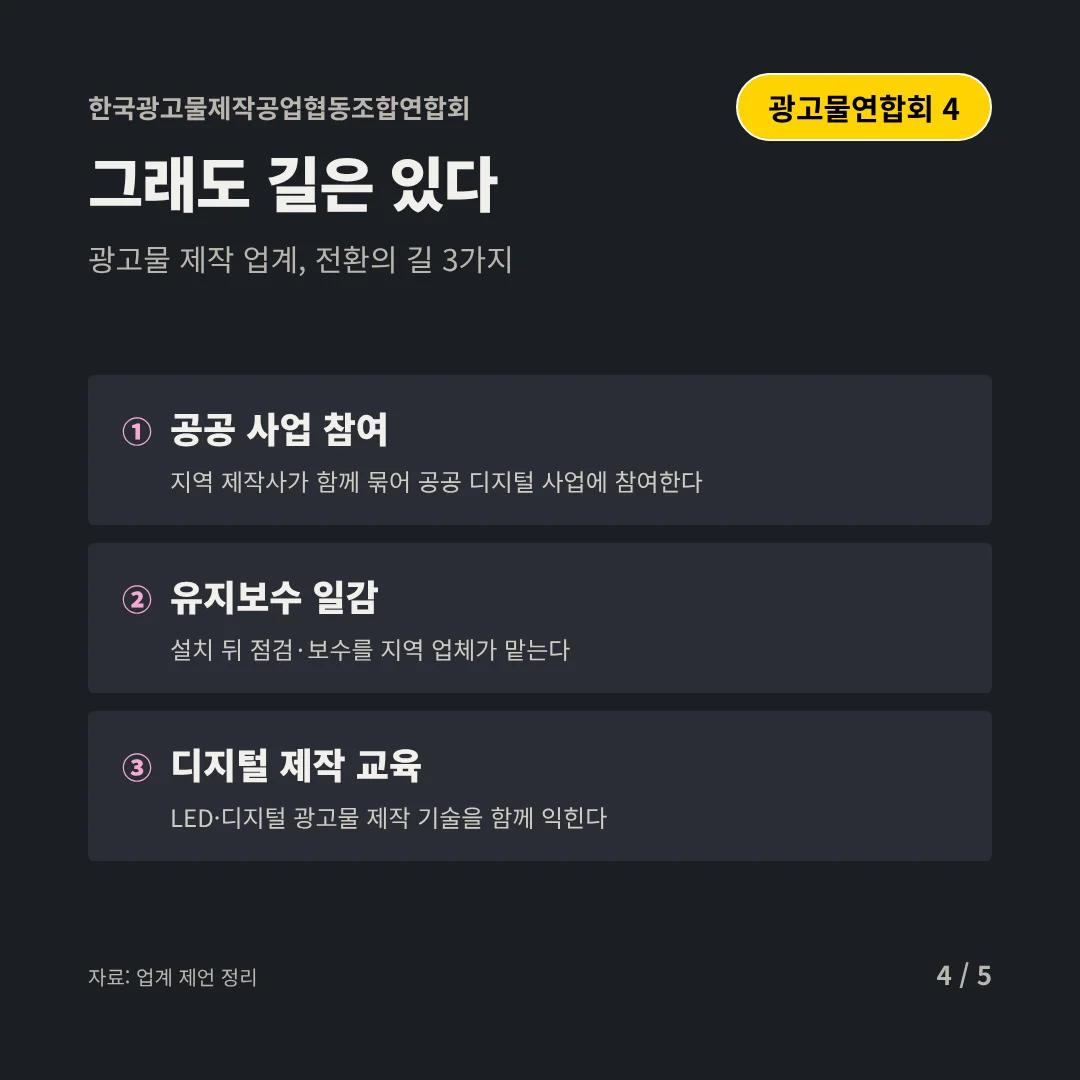 한국광고물제작공업협동조합연합회
광고물연합회 4
그래도 길은 있다
광고물 제작 업계, 전환의 길 3가지
① 공공 사업 참여
지역 제작사가 함께 묶어 공공 디지털 사업에 참여한다
② 유지보수 일감
설치 뒤 점검·보수를 지역 업체가 맡는다
③ 디지털 제작 교육
LED·디지털 광고물 제작 기술을 함께 익힌다
자료: 업계 제언 정리
4 / 5